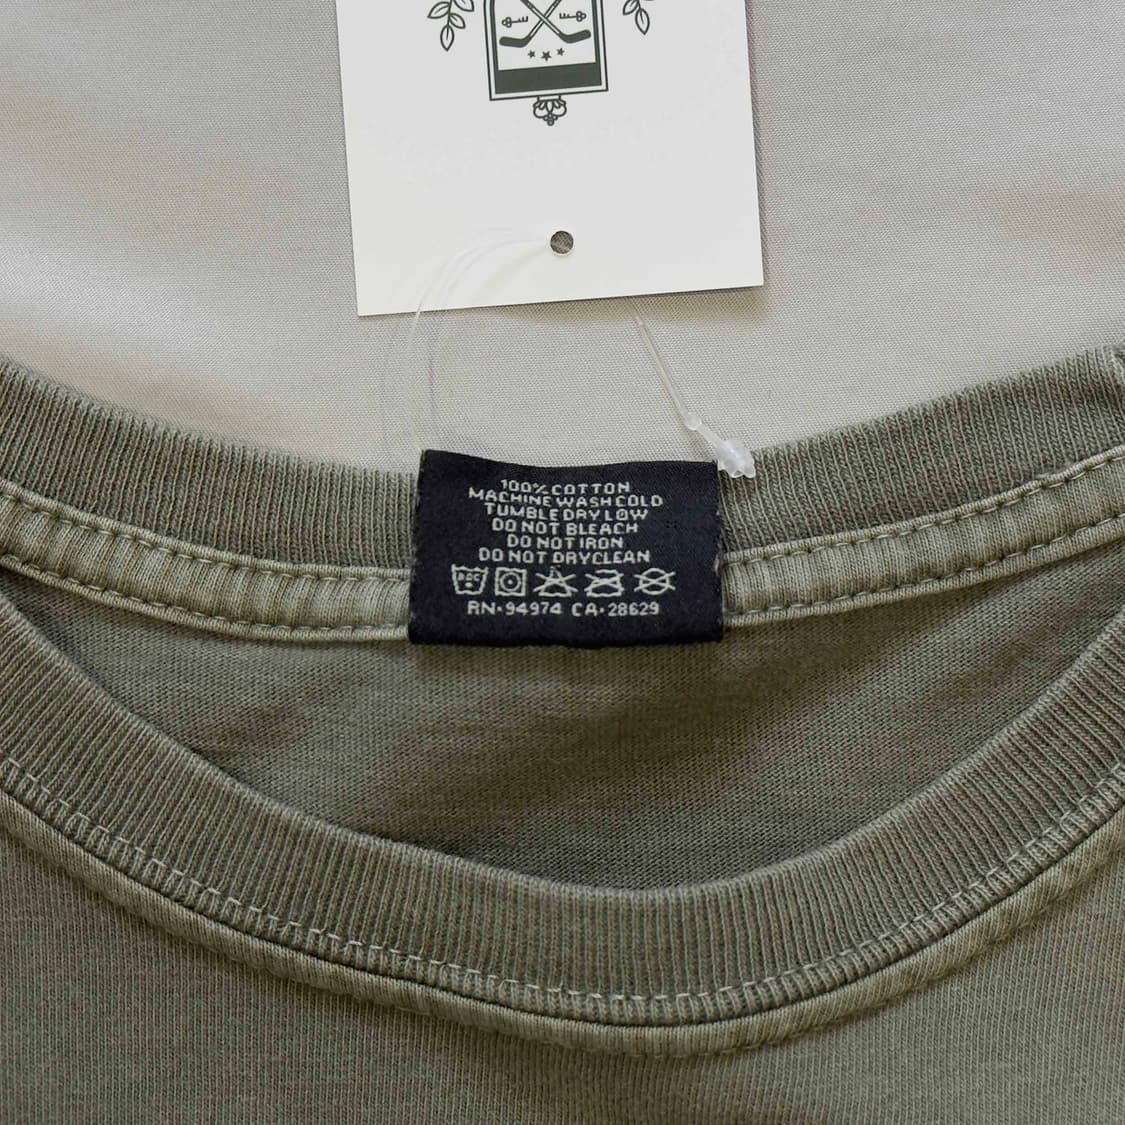 100% COTTON
MACHINE WASH COLD
TUMBLE DRY LOW
DO NOT BLEACH
DO NOT IRON
DO NOT DRYCLEAN
RN·94974 CA·28629